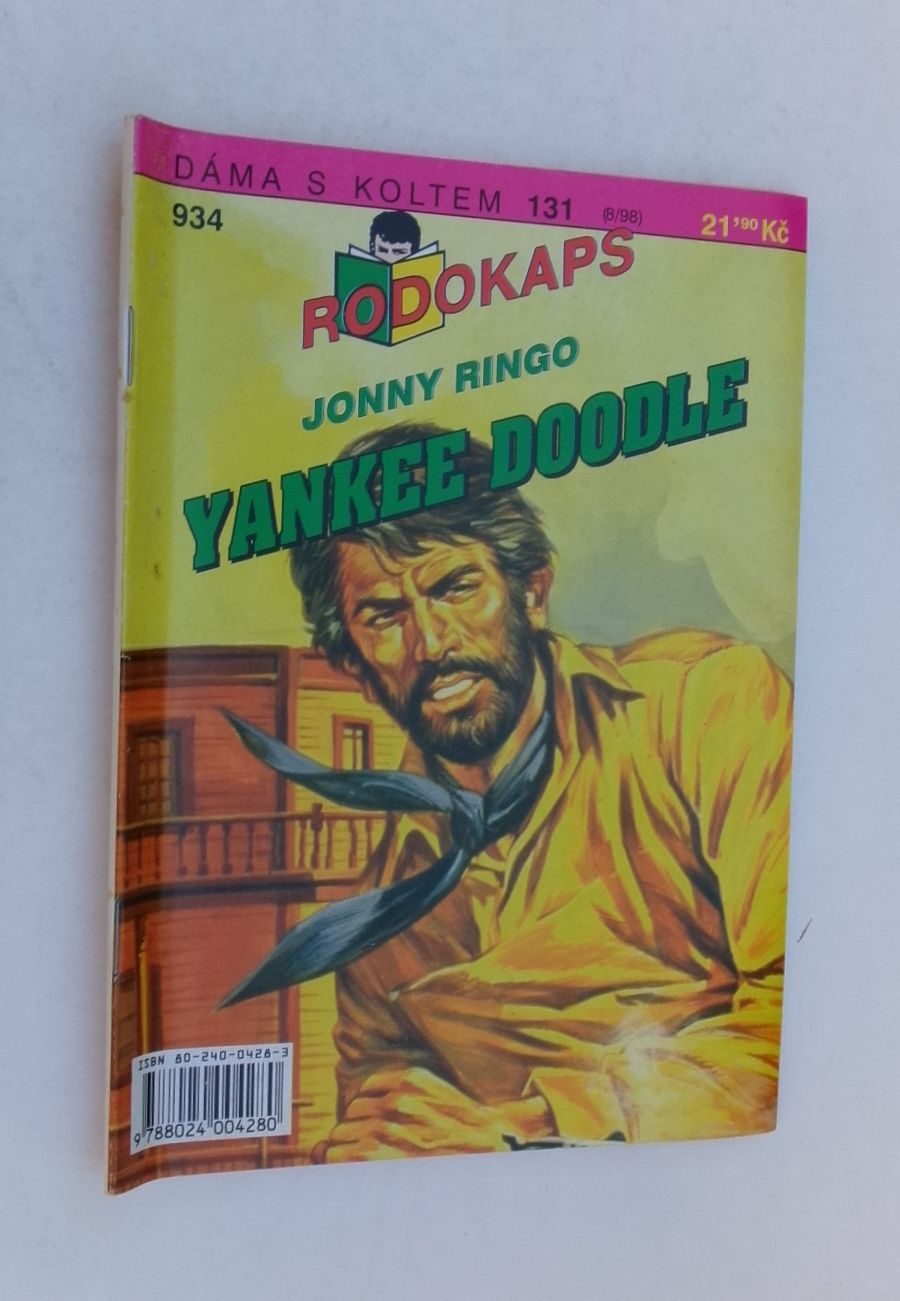 DÁMA S KOLTEM 131 (8/98)
934
21’90 Kč
RODOKAPS
JONNY RINGO
YANKEE DOODLE
ISBN 80-240-0428-3
9 788024 004280